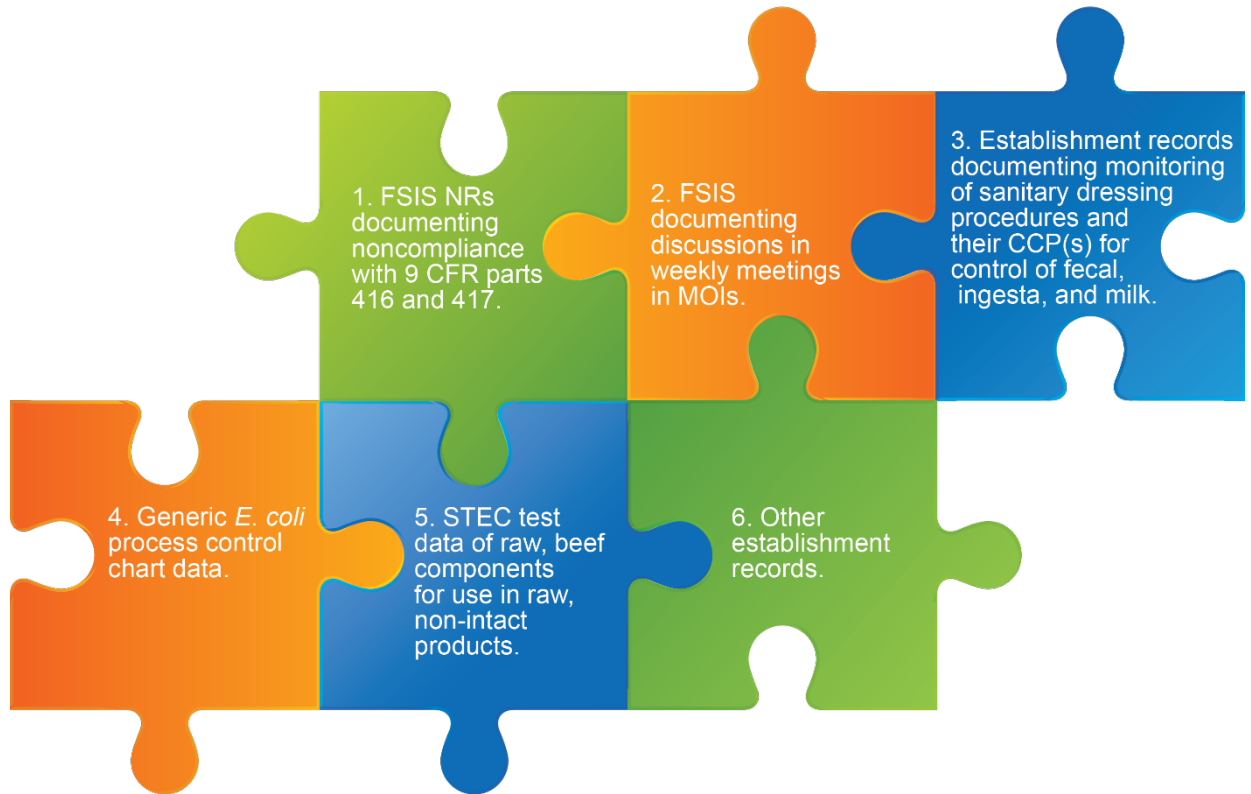 1. FSIS NRs
documenting
noncompliance
with 9 CFR parts
416 and 417.
2. FSIS
documenting
discussions in
weekly meetings
in MOIs.
3. Establishment records
documenting monitoring
of sanitary dressing
procedures and
their CCP(s) for
control of fecal,
ingesta, and milk.
4. Generic E. coli
process control
chart data.
5. STEC test
data of raw, beef
components
for use in raw,
non-intact
products.
6. Other
establishment
records.